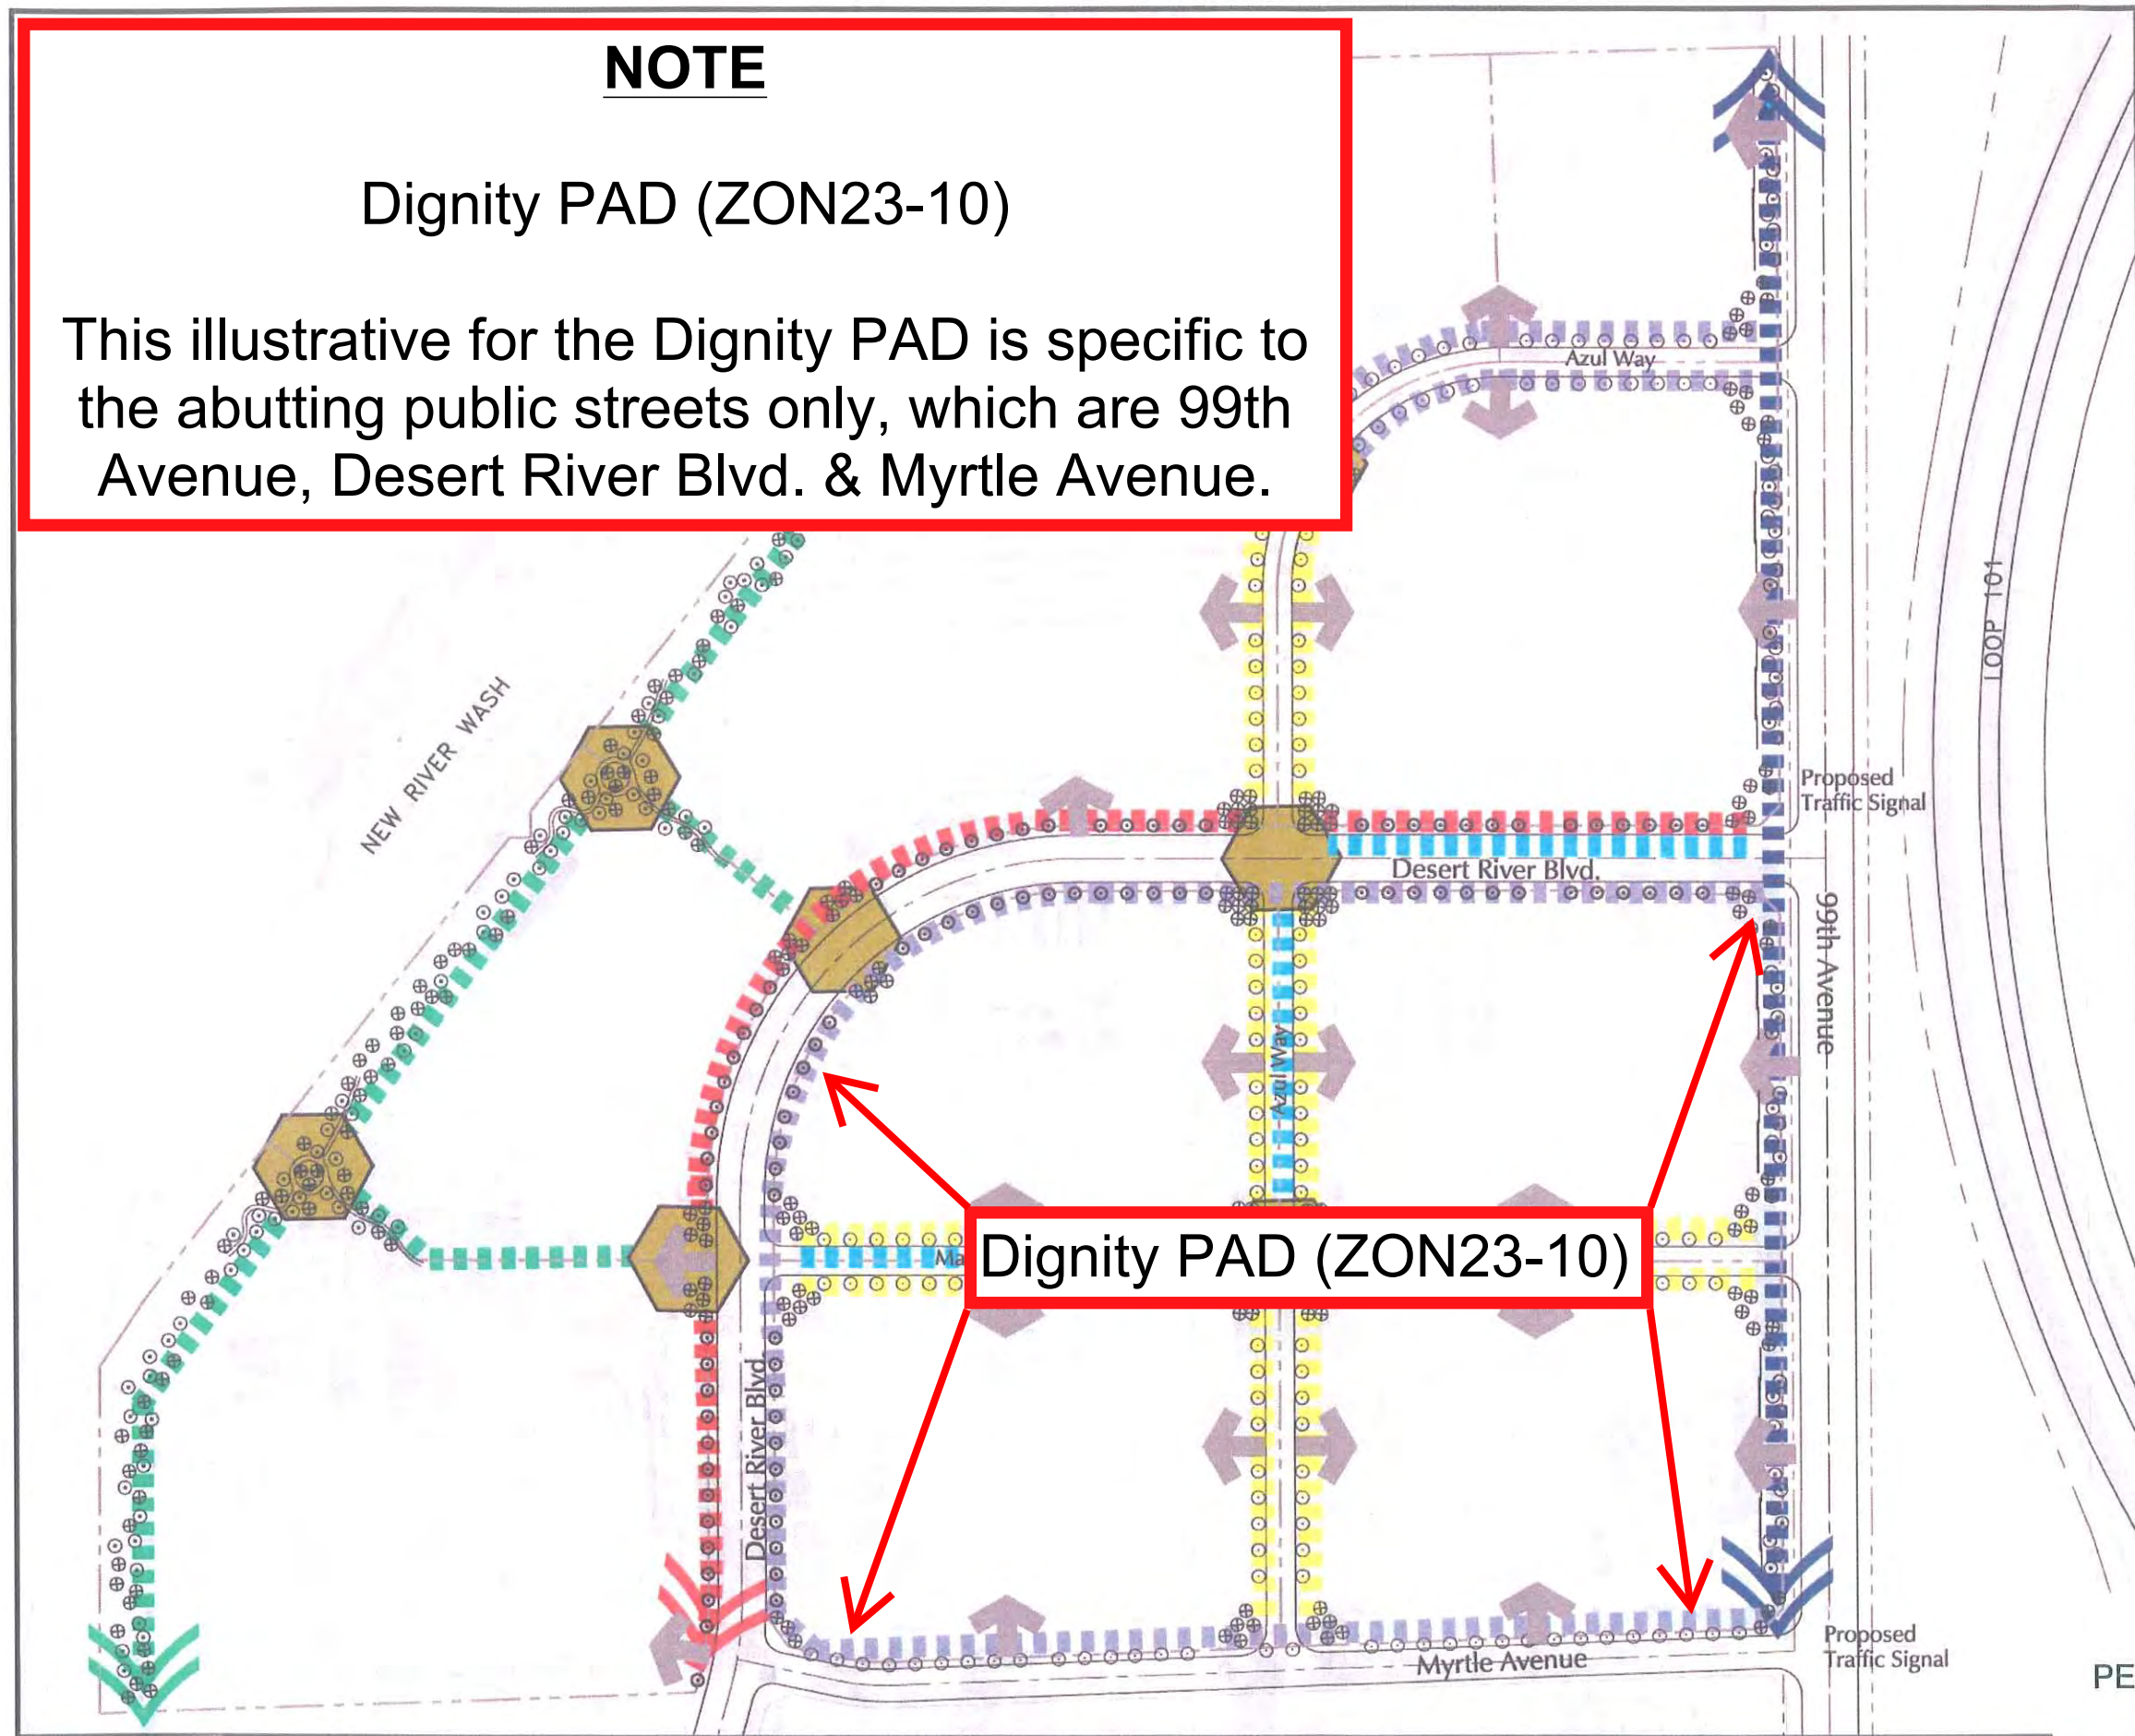 NOTE
Dignity PAD (ZON23-10)
This illustrative for the Dignity PAD is specific to
the abutting public streets only, which are 99th
Avenue, Desert River Blvd. & Myrtle Avenue.
Azul Way
LOOP 101
NEW RIVER WASH
Proposed
Traffic Signal
Desert River Blvd.
99th Avenue
Azul Way
Ma
Dignity PAD (ZON23-10)
Desert River Blvd.
Myrtle Avenue
Proposed
Traffic Signal
PE